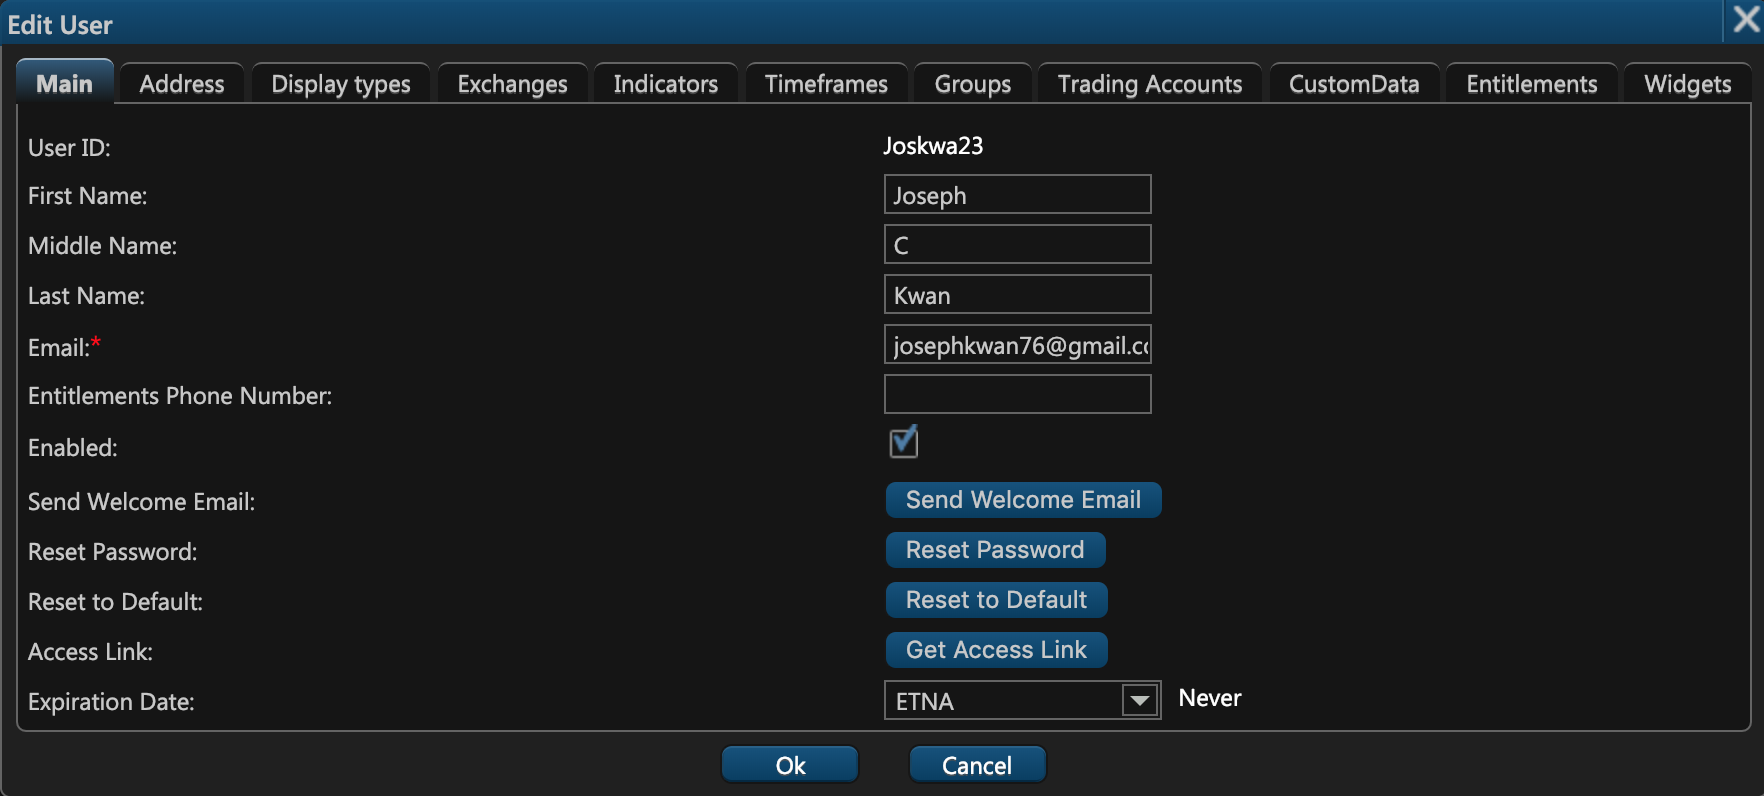 Edit User
Main Address Display types Exchanges Indicators Timeframes Groups Trading Accounts CustomData Entitlements Widgets
User ID: Joskwa23
First Name: Joseph
Middle Name: C
Last Name: Kwan
Email:* josephkwan76@gmail.co
Entitlements Phone Number:
Enabled:
Send Welcome Email: Send Welcome Email
Reset Password: Reset Password
Reset to Default: Reset to Default
Access Link: Get Access Link
Expiration Date: ETNA Never
Ok Cancel